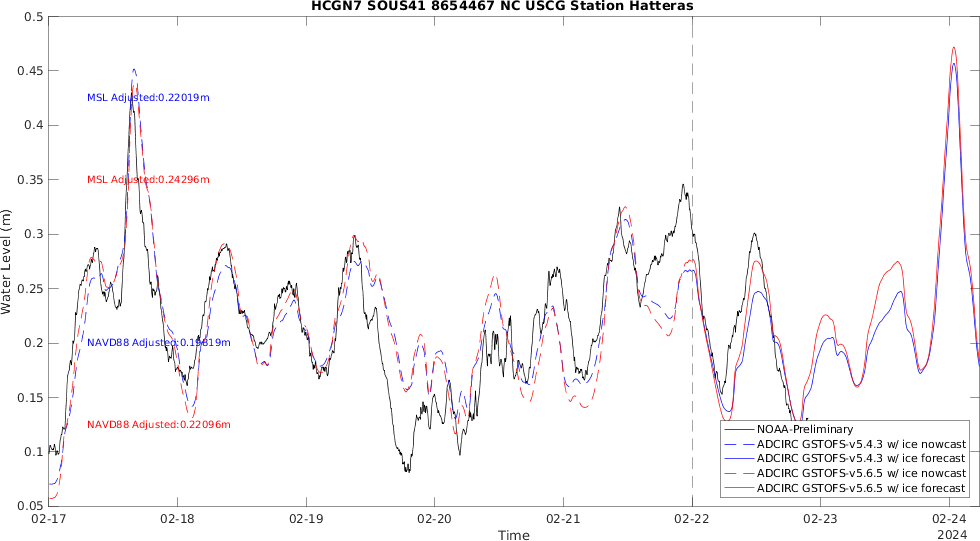 HCGN7 SOUS41 8654467 NC USCG Station Hatteras
0.5
0.45
0.4
0.35
0.3
0.25
0.2
0.15
0.1
0.05
Water Level (m)
MSL Adjusted:0.22019m
MSL Adjusted:0.24296m
NAVD88 Adjusted:0.19819m
NAVD88 Adjusted:0.22096m
NOAA-Preliminary
ADCIRC GSTOFS-v5.4.3 w/ ice nowcast
ADCIRC GSTOFS-v5.4.3 w/ ice forecast
ADCIRC GSTOFS-v5.6.5 w/ ice nowcast
ADCIRC GSTOFS-v5.6.5 w/ ice forecast
02-17 02-18 02-19 02-20 02-21 02-22 02-23 02-24
Time
2024